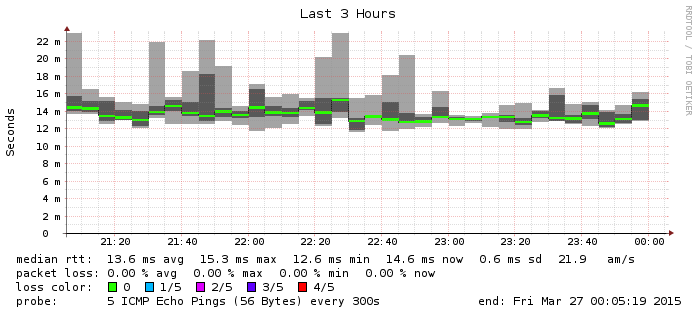 Last 3 Hours
RRDTOOL / TOBI OETIKER
Seconds
22 m
20 m
18 m
16 m
14 m
12 m
10 m
8 m
6 m
4 m
2 m
0
21:20 21:40 22:00 22:20 22:40 23:00 23:20 23:40 00:00
median rtt: 13.6 ms avg 15.3 ms max 12.6 ms min 14.6 ms now 0.6 ms sd 21.9 am/s
packet loss: 0.00 % avg 0.00 % max 0.00 % min 0.00 % now
loss color: 0 1/5 2/5 3/5 4/5
probe: 5 ICMP Echo Pings (56 Bytes) every 300s end: Fri Mar 27 00:05:19 2015